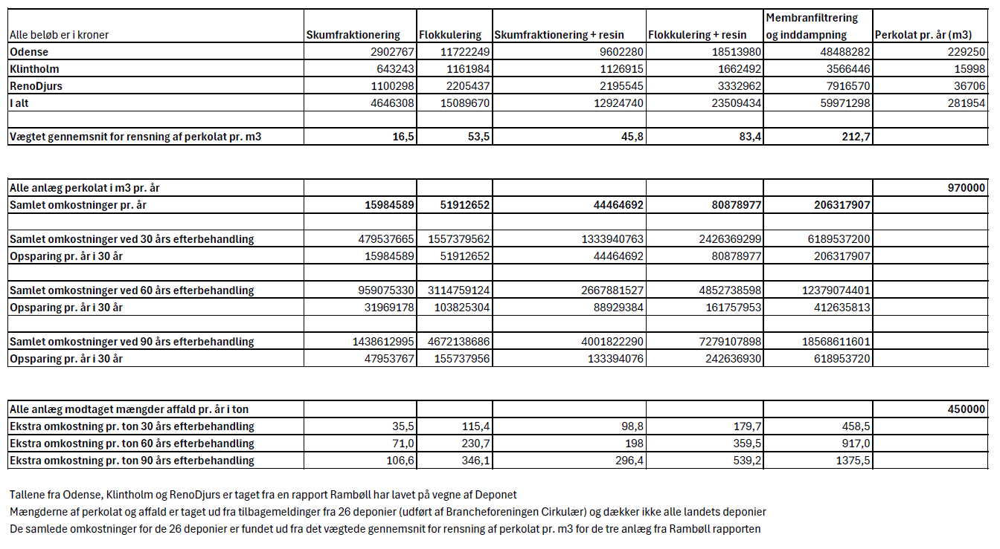 Membranfiltrering
Alle beløb er i kroner Skumfraktionering Flokkulering Skumfraktionering + resin Flokkulering + resin og inddampning Perkolat pr. år (m3)
Odense 2902767 11722249 9602280 18513980 48488282 229250
Klintholm 643243 1161984 1126915 1662492 3566446 15998
RenoDjurs 1100298 2205437 2195545 3332962 7916570 36706
I alt 4646308 15089670 12924740 23509434 59971298 281954
Vægtet gennemsnit for rensning af perkolat pr. m3 16,5 53,5 45,8 83,4 212,7
Alle anlæg perkolat i m3 pr. år 970000
Samlet omkostninger pr. år 15984589 51912652 44464692 80878977 206317907
Samlet omkostninger ved 30 års efterbehandling 479537665 1557379562 1333940763 2426369299 6189537200
Opsparing pr. år i 30 år 15984589 51912652 44464692 80878977 206317907
Samlet omkostninger ved 60 års efterbehandling 959075330 3114759124 2667881527 4852738598 12379074401
Opsparing pr. år i 30 år 31969178 103825304 88929384 161757953 412635813
Samlet omkostninger ved 90 års efterbehandling 1438612995 4672138686 4001822290 7279107898 18568611601
Opsparing pr. år i 30 år 47953767 155737956 133394076 242636930 618953720
Alle anlæg modtaget mængder affald pr. år i ton 450000
Ekstra omkostning pr. ton 30 års efterbehandling 35,5 115,4 98,8 179,7 458,5
Ekstra omkostning pr. ton 60 års efterbehandling 71,0 230,7 198 359,5 917,0
Ekstra omkostning pr. ton 90 års efterbehandling 106,6 346,1 296,4 539,2 1375,5
Tallene fra Odense, Klintholm og RenoDjurs er taget fra en rapport Rambøll har lavet på vegne af Deponet
Mængderne af perkolat og affald er taget ud fra tilbagemeldinger fra 26 deponier (udført af Brancheforeningen Cirkulær) og dækker ikke alle landets deponier
De samlede omkostninger for de 26 deponier er fundet ud fra det vægtede gennemsnit for rensning af perkolat pr. m3 for de tre anlæg fra Rambøll rapporten